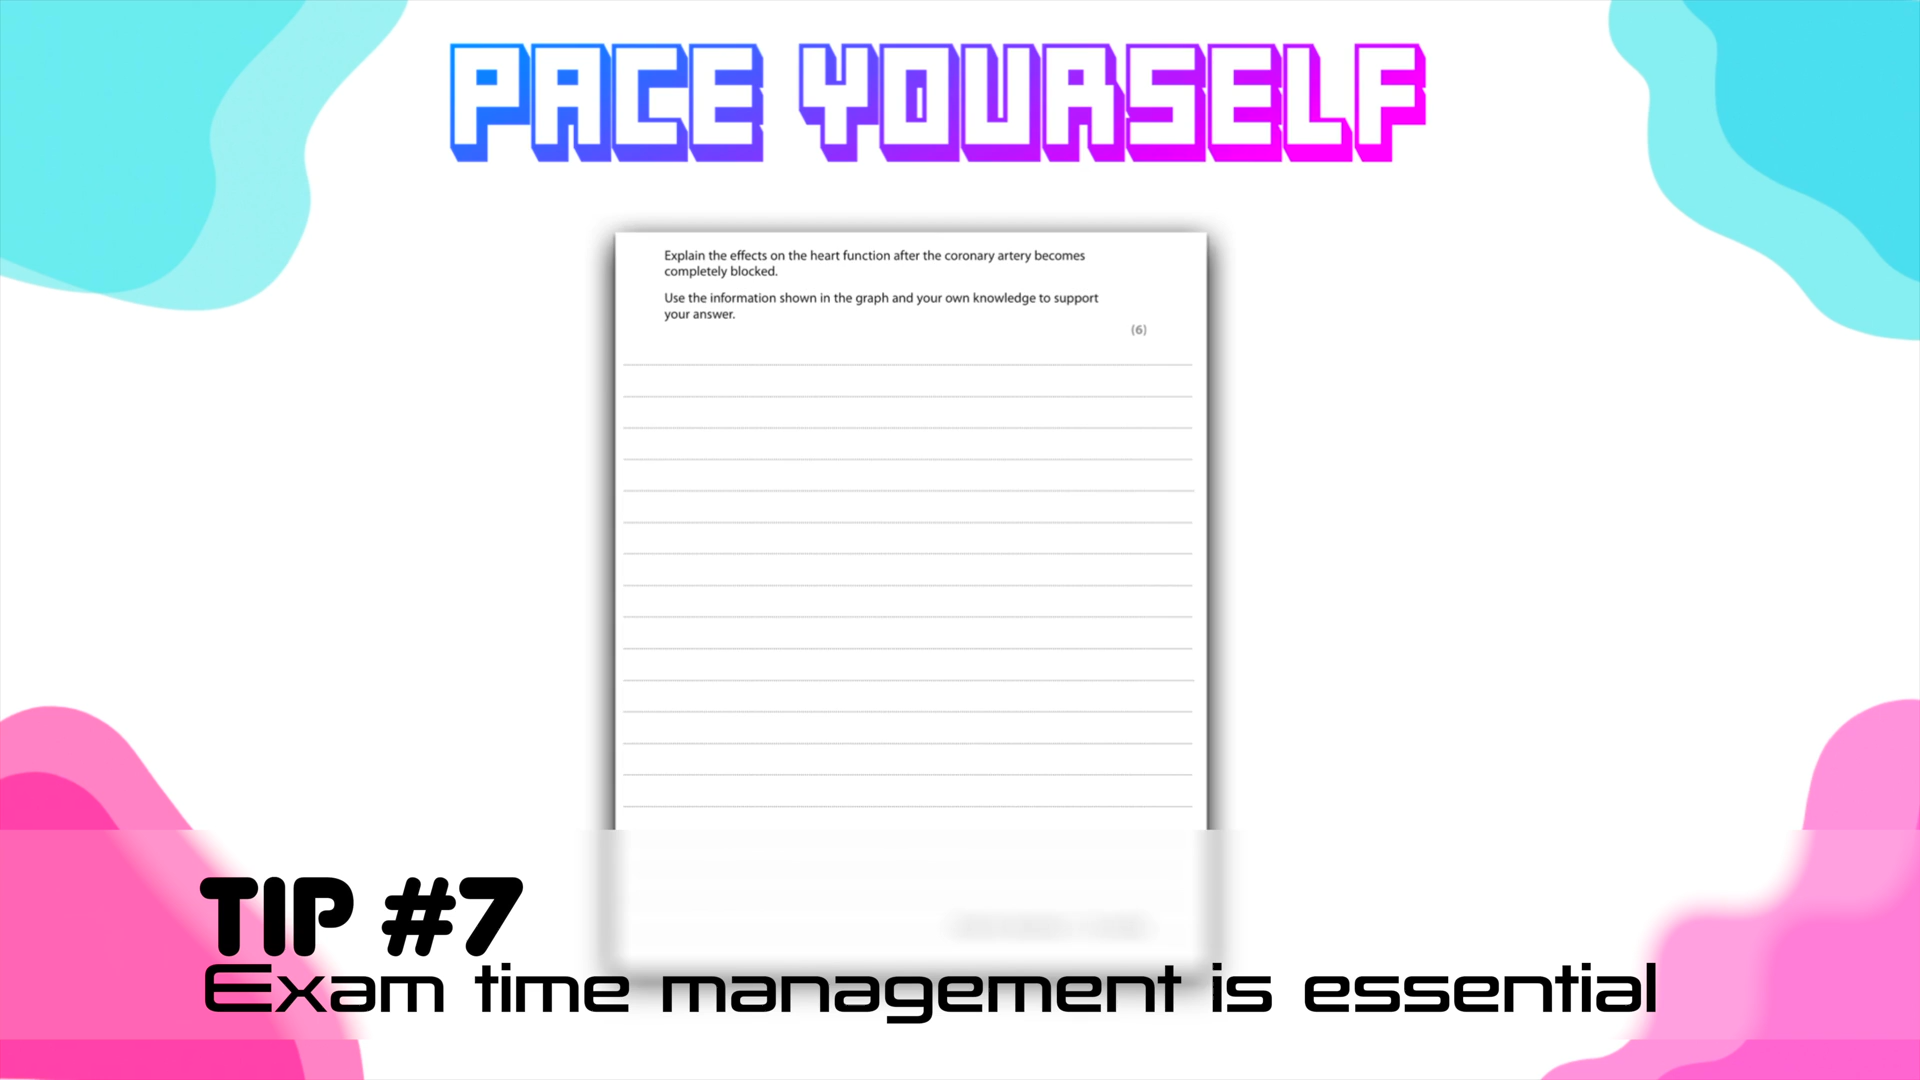 PACE YOURSELF
Explain the effects on the heart function after the coronary artery becomes
completely blocked.
Use the information shown in the graph and your own knowledge to support
your answer.
(6)
TIP #7
Exam time management is essential